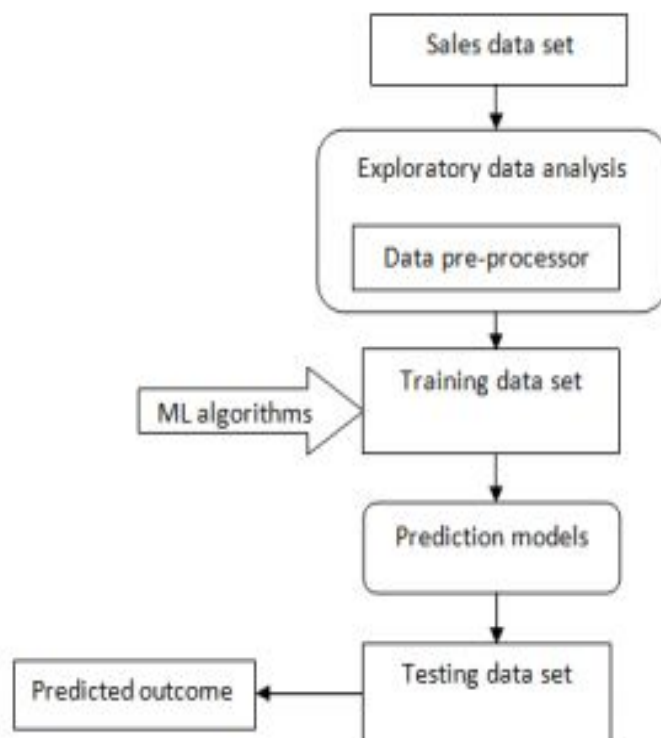 Sales data set
Exploratory data analysis
Data pre-processor
Training data set
ML algorithms
Prediction models
Testing data set
Predicted outcome